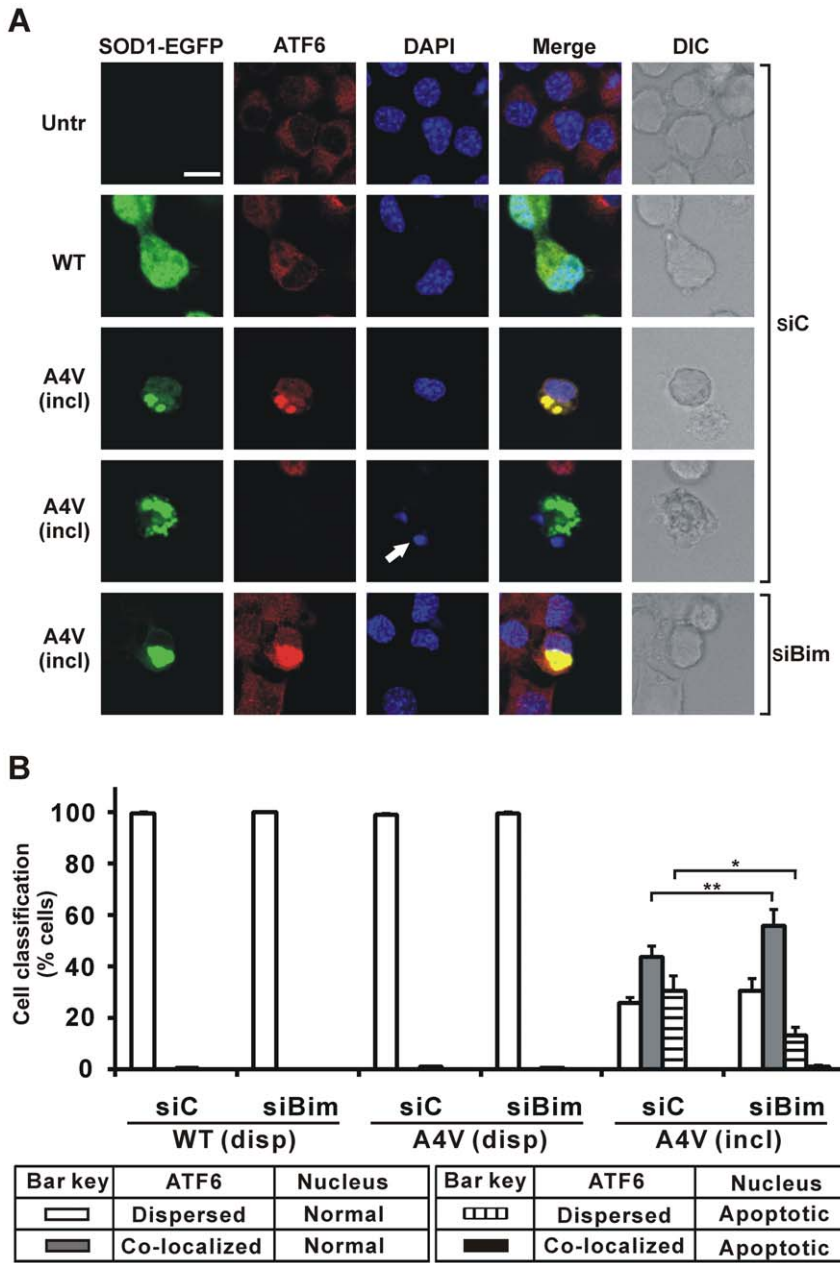 A
SOD1-EGFP ATF6 DAPI Merge DIC
Untr
WT
A4V
(incl)
A4V
(incl)
siC
A4V
(incl)
siBim
B
Cell classification
(% cells)
100
80
60
40
20
0
*
**
siC siBim siC siBim siC siBim
WT (disp) A4V (disp) A4V (incl)
Bar key ATF6 Nucleus Bar key ATF6 Nucleus
Dispersed Normal Dispersed Apoptotic
Co-localized Normal Co-localized Apoptotic